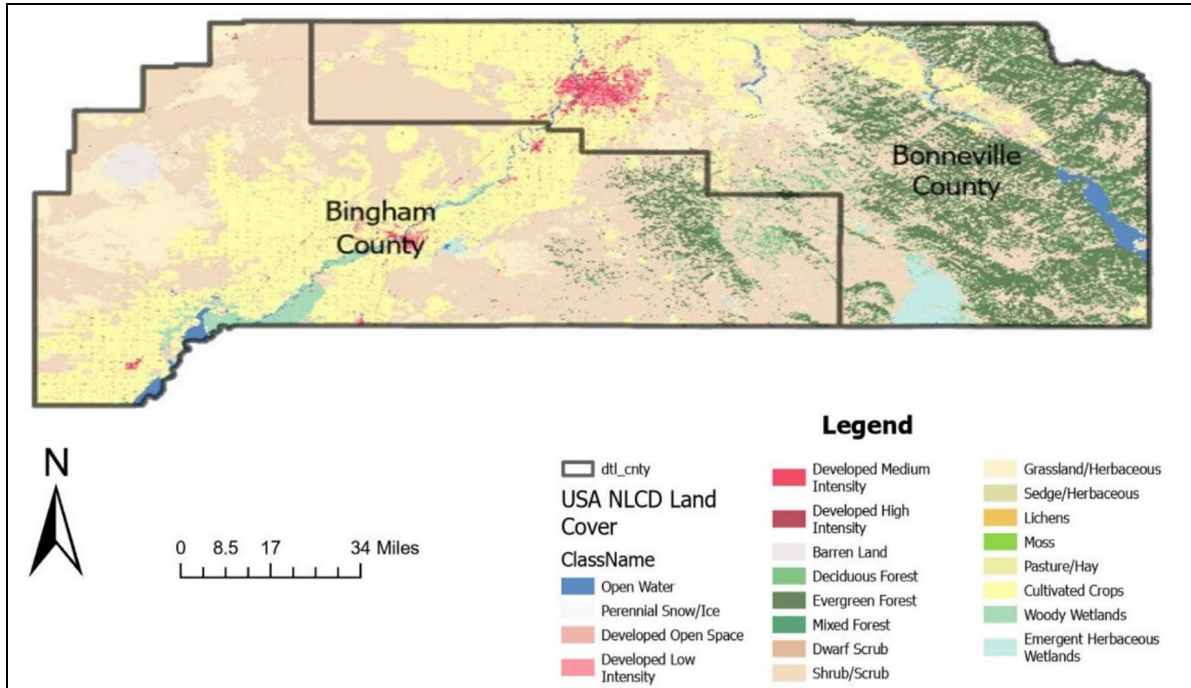 Bonneville
County
Bingham
County
N
0 8.5 17 34 Miles
Legend
dtl_cnty
USA NLCD Land
Cover
ClassName
Open Water
Perennial Snow/Ice
Developed Open Space
Developed Low
Intensity
Developed Medium
Intensity
Developed High
Intensity
Barren Land
Deciduous Forest
Evergreen Forest
Mixed Forest
Dwarf Scrub
Shrub/Scrub
Grassland/Herbaceous
Sedge/Herbaceous
Lichens
Moss
Pasture/Hay
Cultivated Crops
Woody Wetlands
Emergent Herbaceous
Wetlands